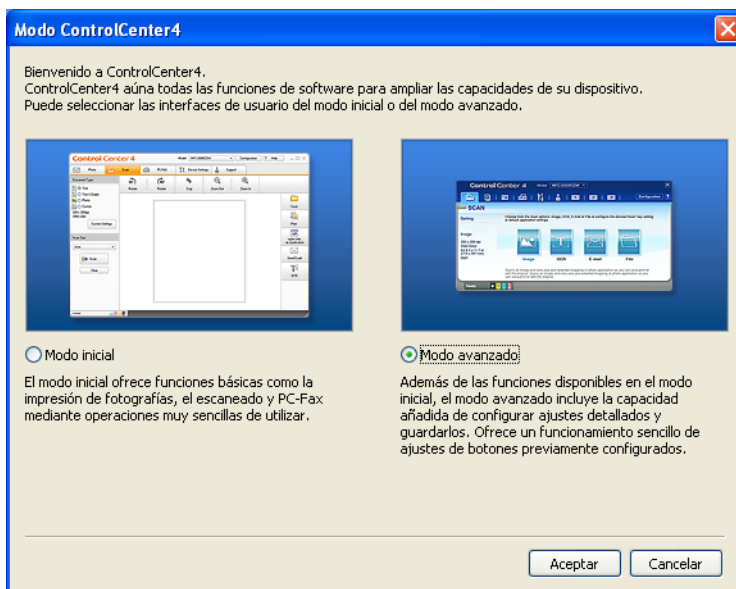 Modo ControlCenter4
Bienvenido a ControlCenter4.
ControlCenter4 aúna todas las funciones de software para ampliar las capacidades de su dispositivo.
Puede seleccionar las interfaces de usuario del modo inicial o del modo avanzado.
Control Center 4
Control Center 4
SCAN
Image
OCR
E-mail
File
Modo inicial
El modo inicial ofrece funciones básicas como la
impresión de fotografías, el escaneado y PC-Fax
mediante operaciones muy sencillas de utilizar.
Modo avanzado
Además de las funciones disponibles en el modo
inicial, el modo avanzado incluye la capacidad
añadida de configurar ajustes detallados y
guardarlos. Ofrece un funcionamiento sencillo de
ajustes de botones previamente configurados.
Aceptar
Cancelar